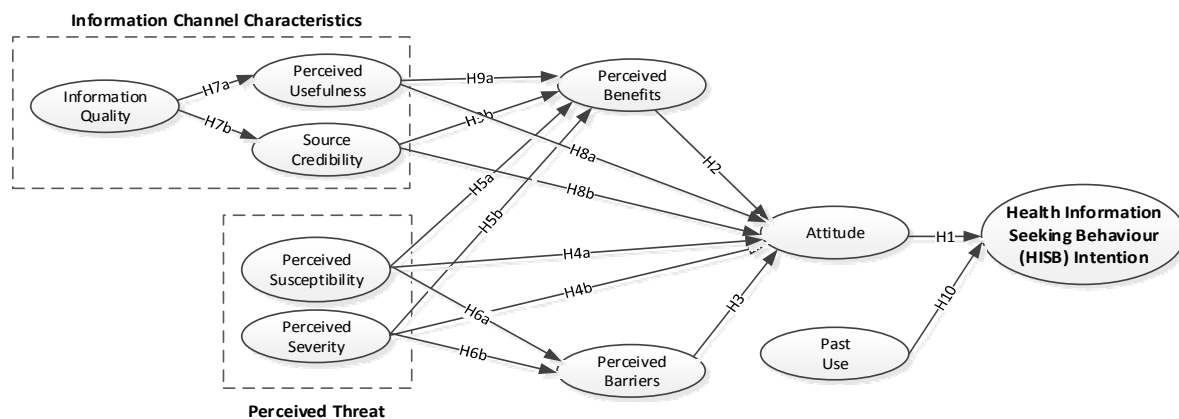 Information Channel Characteristics
Information
Quality
H7a
H7b
Perceived
Usefulness
Source
Credibility
H9a
H9b
H8a
H8b
Perceived
Benefits
H2
H5a
H5b
Perceived
Susceptibility
Perceived
Severity
H4a
H4b
H6a
H6b
Perceived Threat
Perceived
Barriers
H3
Attitude
H1
Past
Use
H10
Health Information
Seeking Behaviour
(HISB) Intention